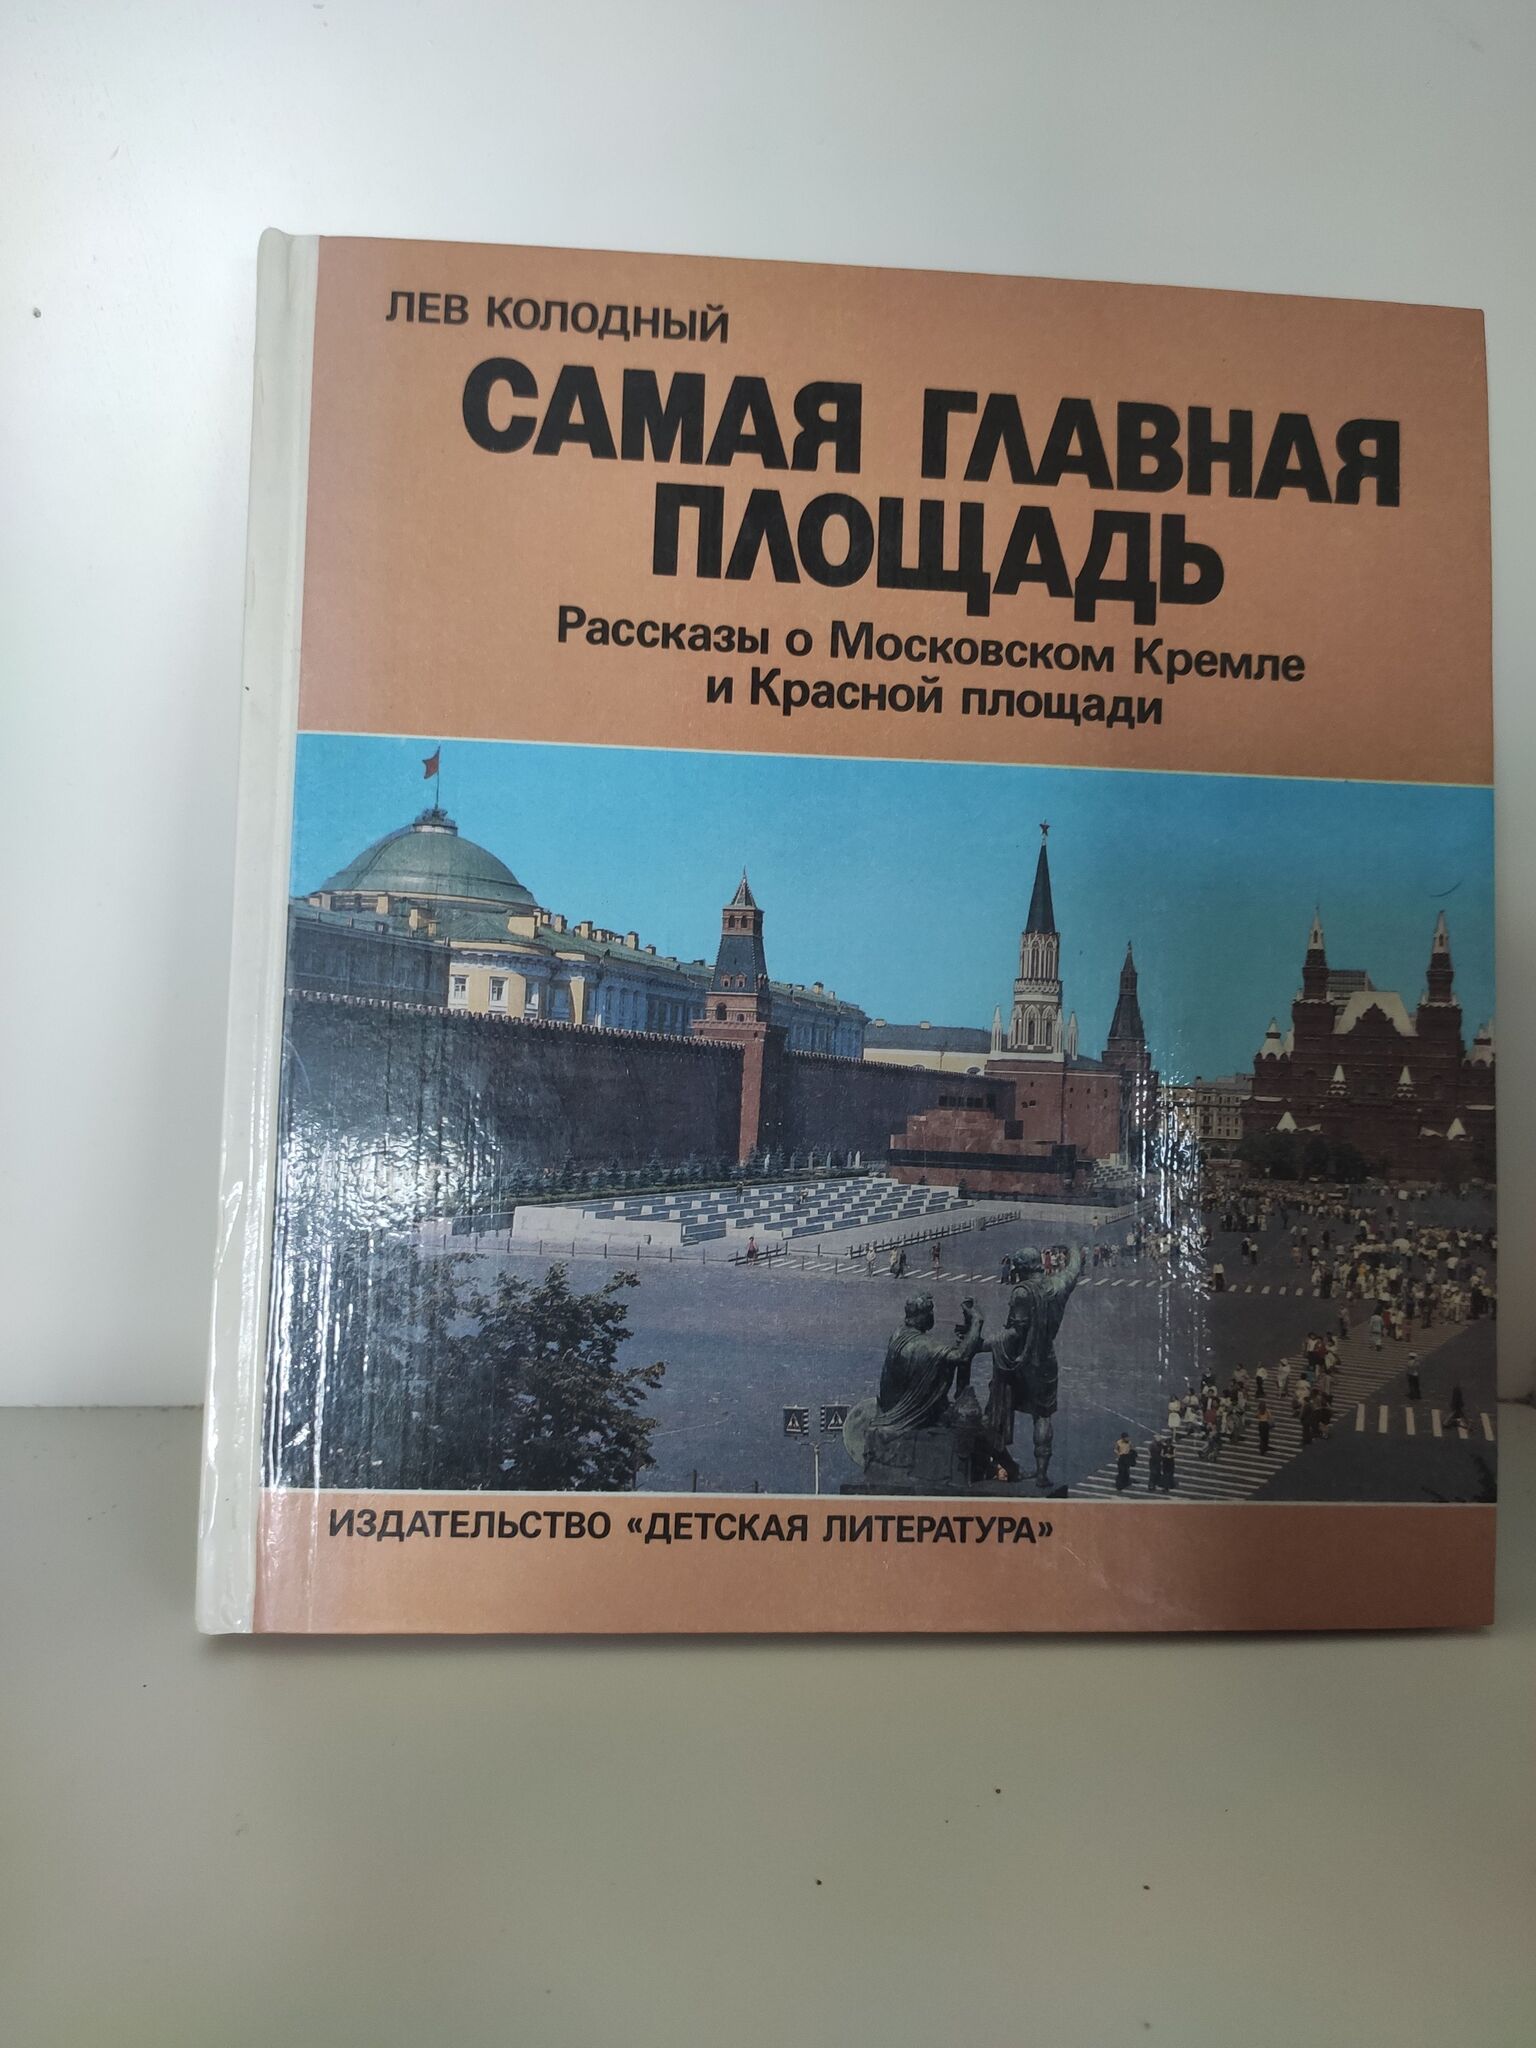 ЛЕВ КОЛОДНЫЙ
САМАЯ ГЛАВНАЯ
ПЛОЩАДЬ
Рассказы о Московском Кремле
и Красной площади
ИЗДАТЕЛЬСТВО «ДЕТСКАЯ ЛИТЕРАТУРА»